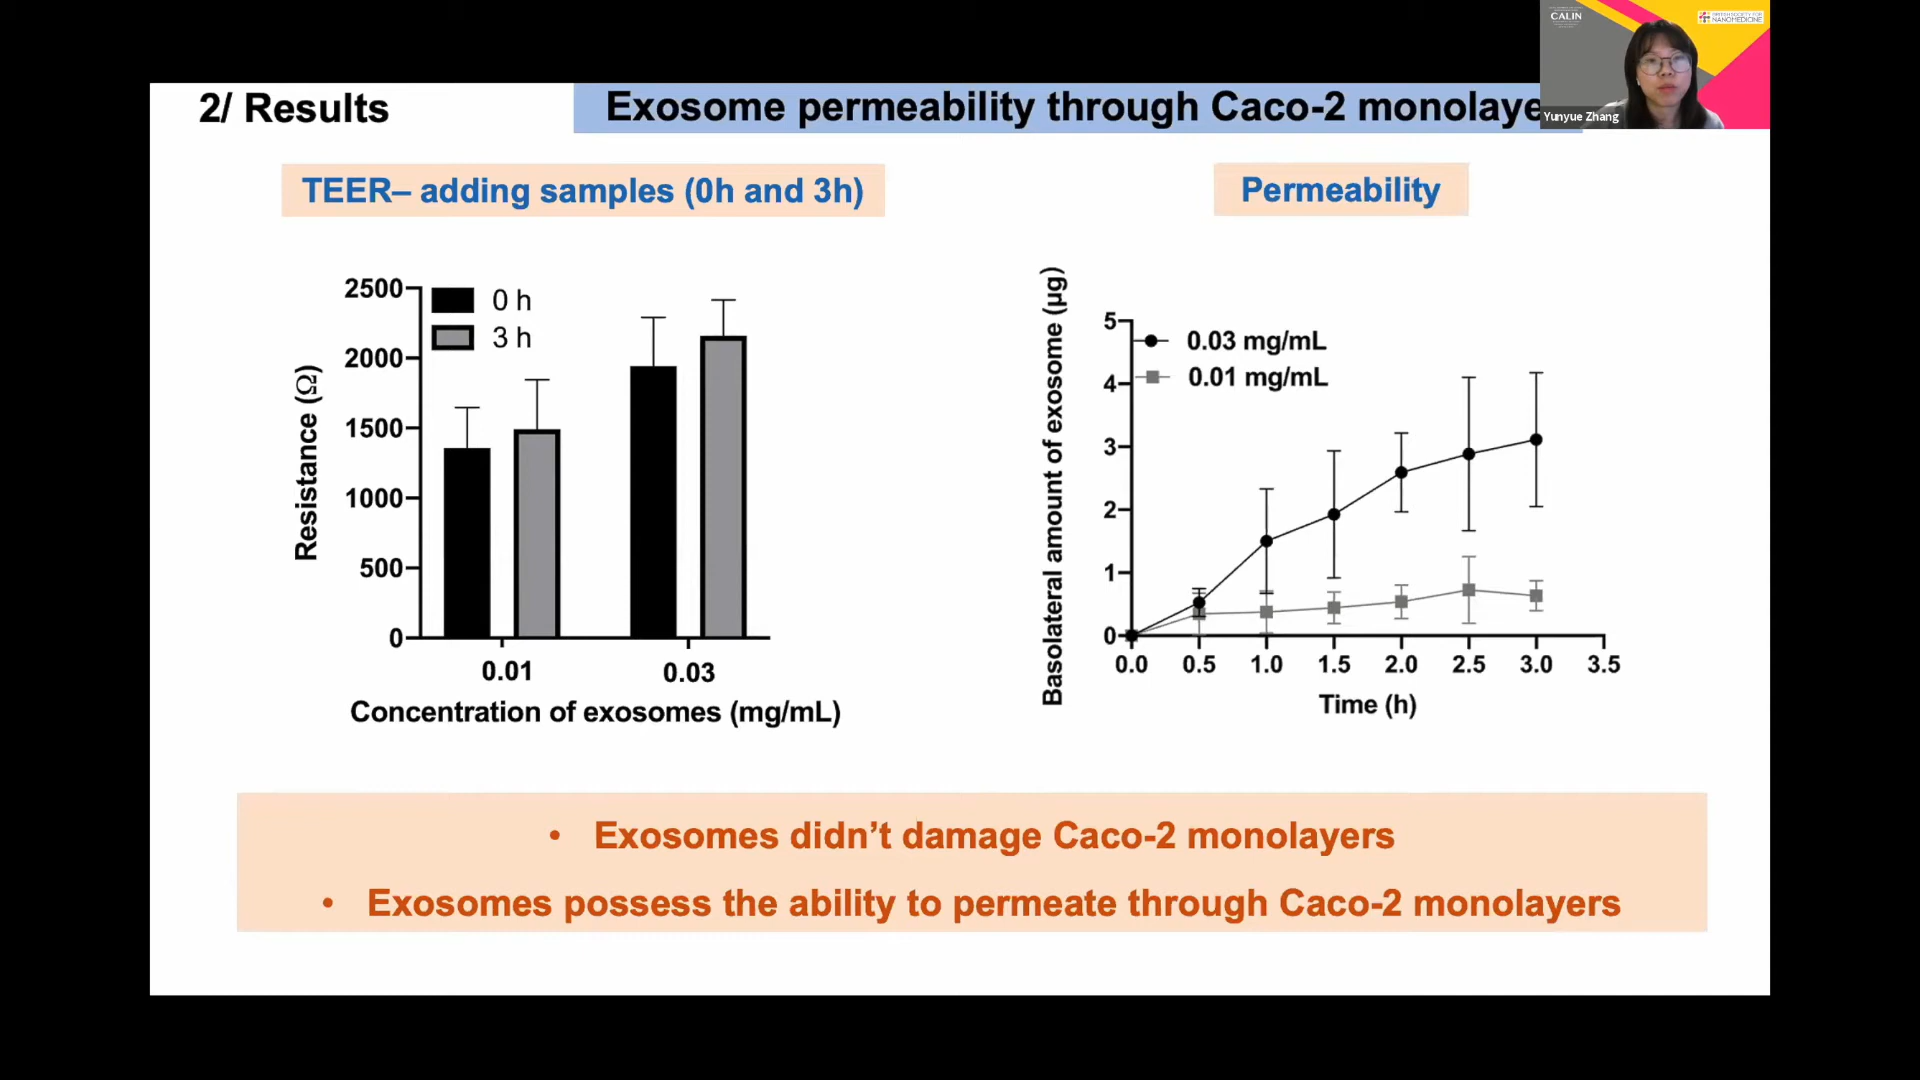 CALIN
NANOMEDICINE
Yunyue Zhang
2/ Results
Exosome permeability through Caco-2 monolaye
TEER– adding samples (0h and 3h)
Permeability
2500
2000
1500
1000
500
0
0 h
3 h
Resistance (Ω)
0.01
0.03
Concentration of exosomes (mg/mL)
Basolateral amount of exosome (µg)
5
4
3
2
1
0
0.03 mg/mL
0.01 mg/mL
0.0 0.5 1.0 1.5 2.0 2.5 3.0 3.5
Time (h)
• Exosomes didn’t damage Caco-2 monolayers
• Exosomes possess the ability to permeate through Caco-2 monolayers